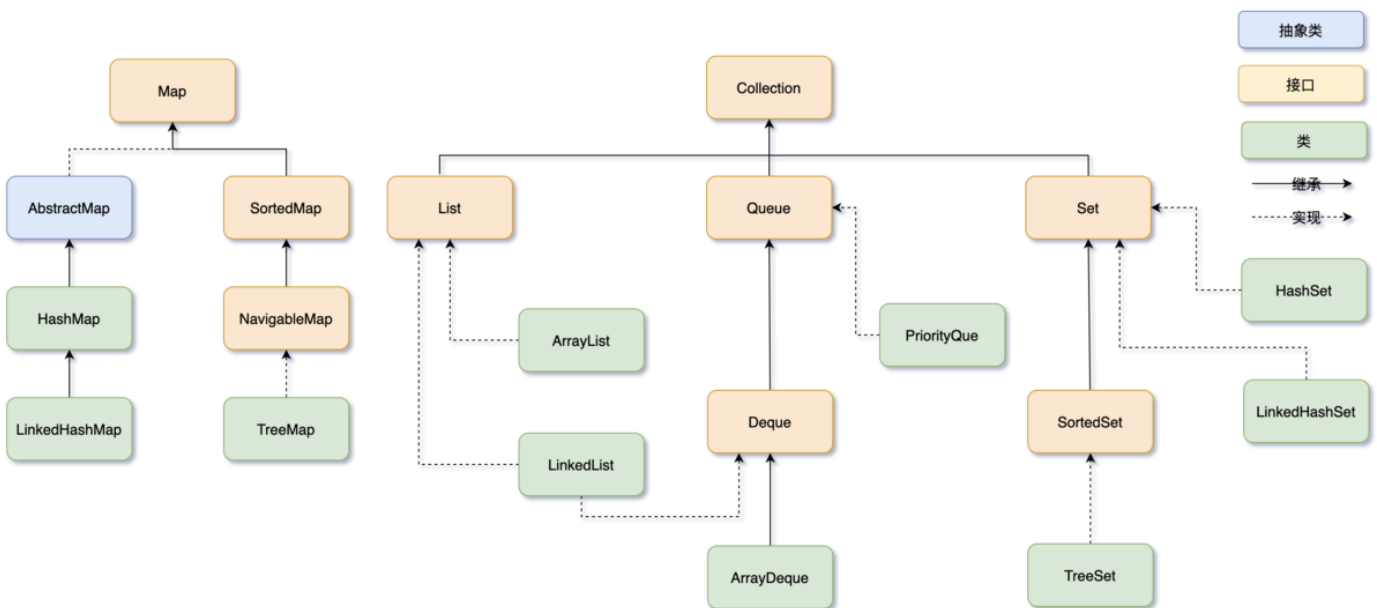 抽象类
Map
Collection
接口
类
AbstractMap
SortedMap
List
Queue
Set
继承
实现
HashMap
NavigableMap
HashSet
ArrayList
PriorityQue
LinkedHashMap
TreeMap
Deque
SortedSet
LinkedHashSet
LinkedList
ArrayDeque
TreeSet